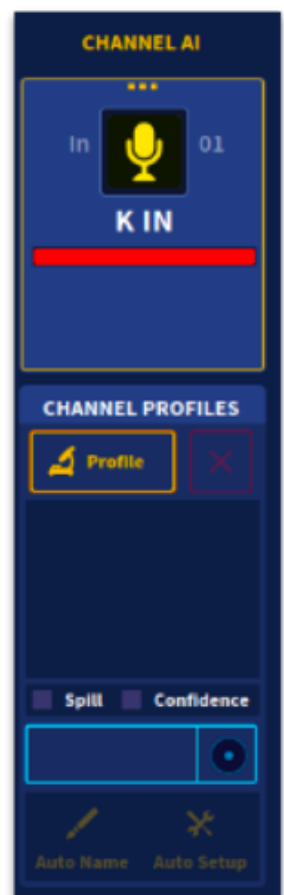 CHANNEL AI
In 01
K IN
CHANNEL PROFILES
Profile
Spill Confidence
Auto Name Auto Setup